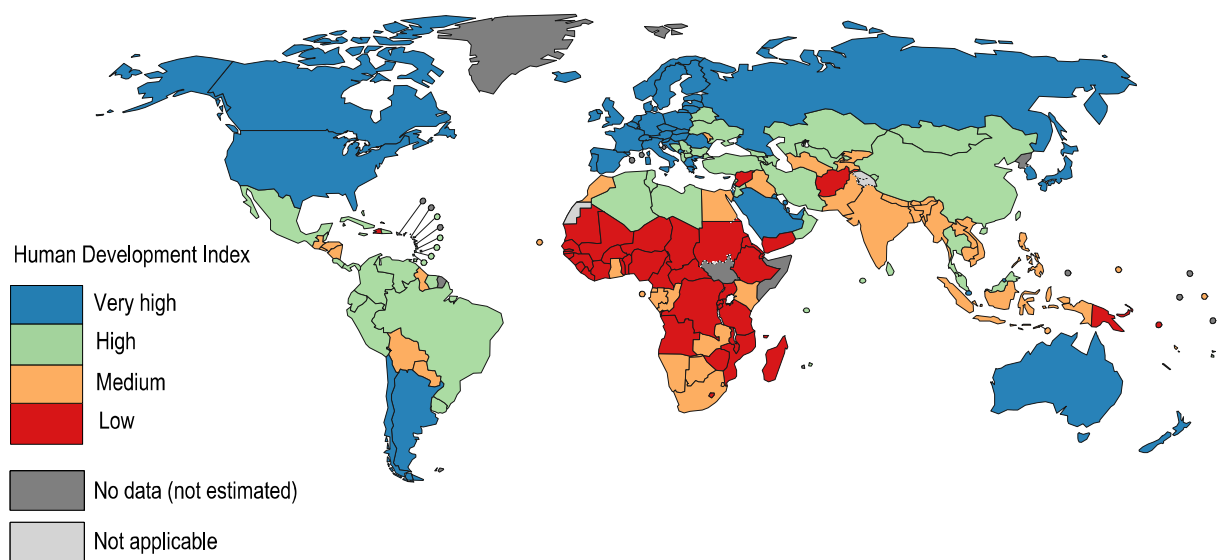 Human Development Index
Very high
High
Medium
Low
No data (not estimated)
Not applicable